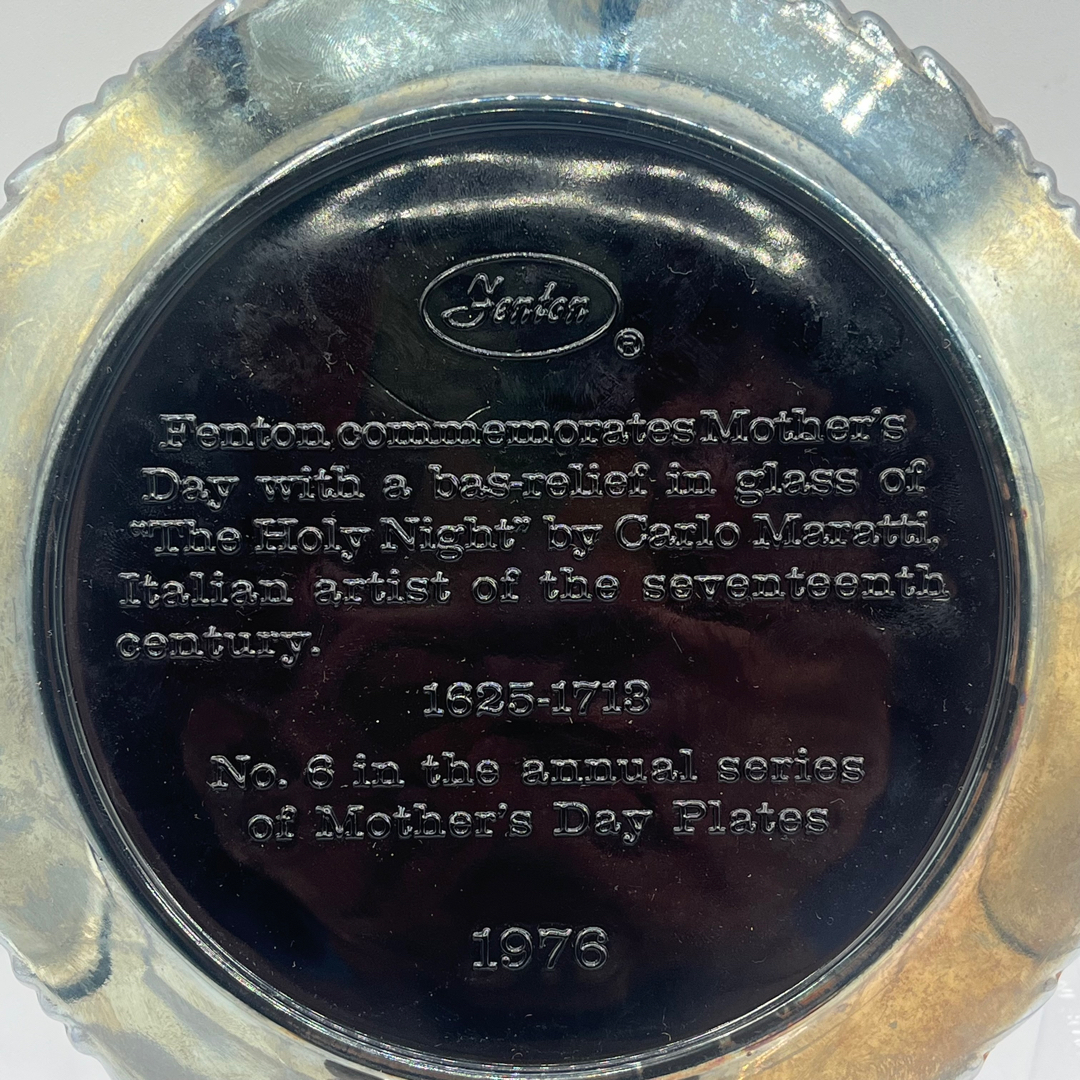 Fenton
®
Fenton commemorates Mother's
Day with a bas-relief in glass of
"The Holy Night" by Carlo Maratti,
Italian artist of the seventeenth
century.
1625-1713
No. 6 in the annual series
of Mother's Day Plates
1976